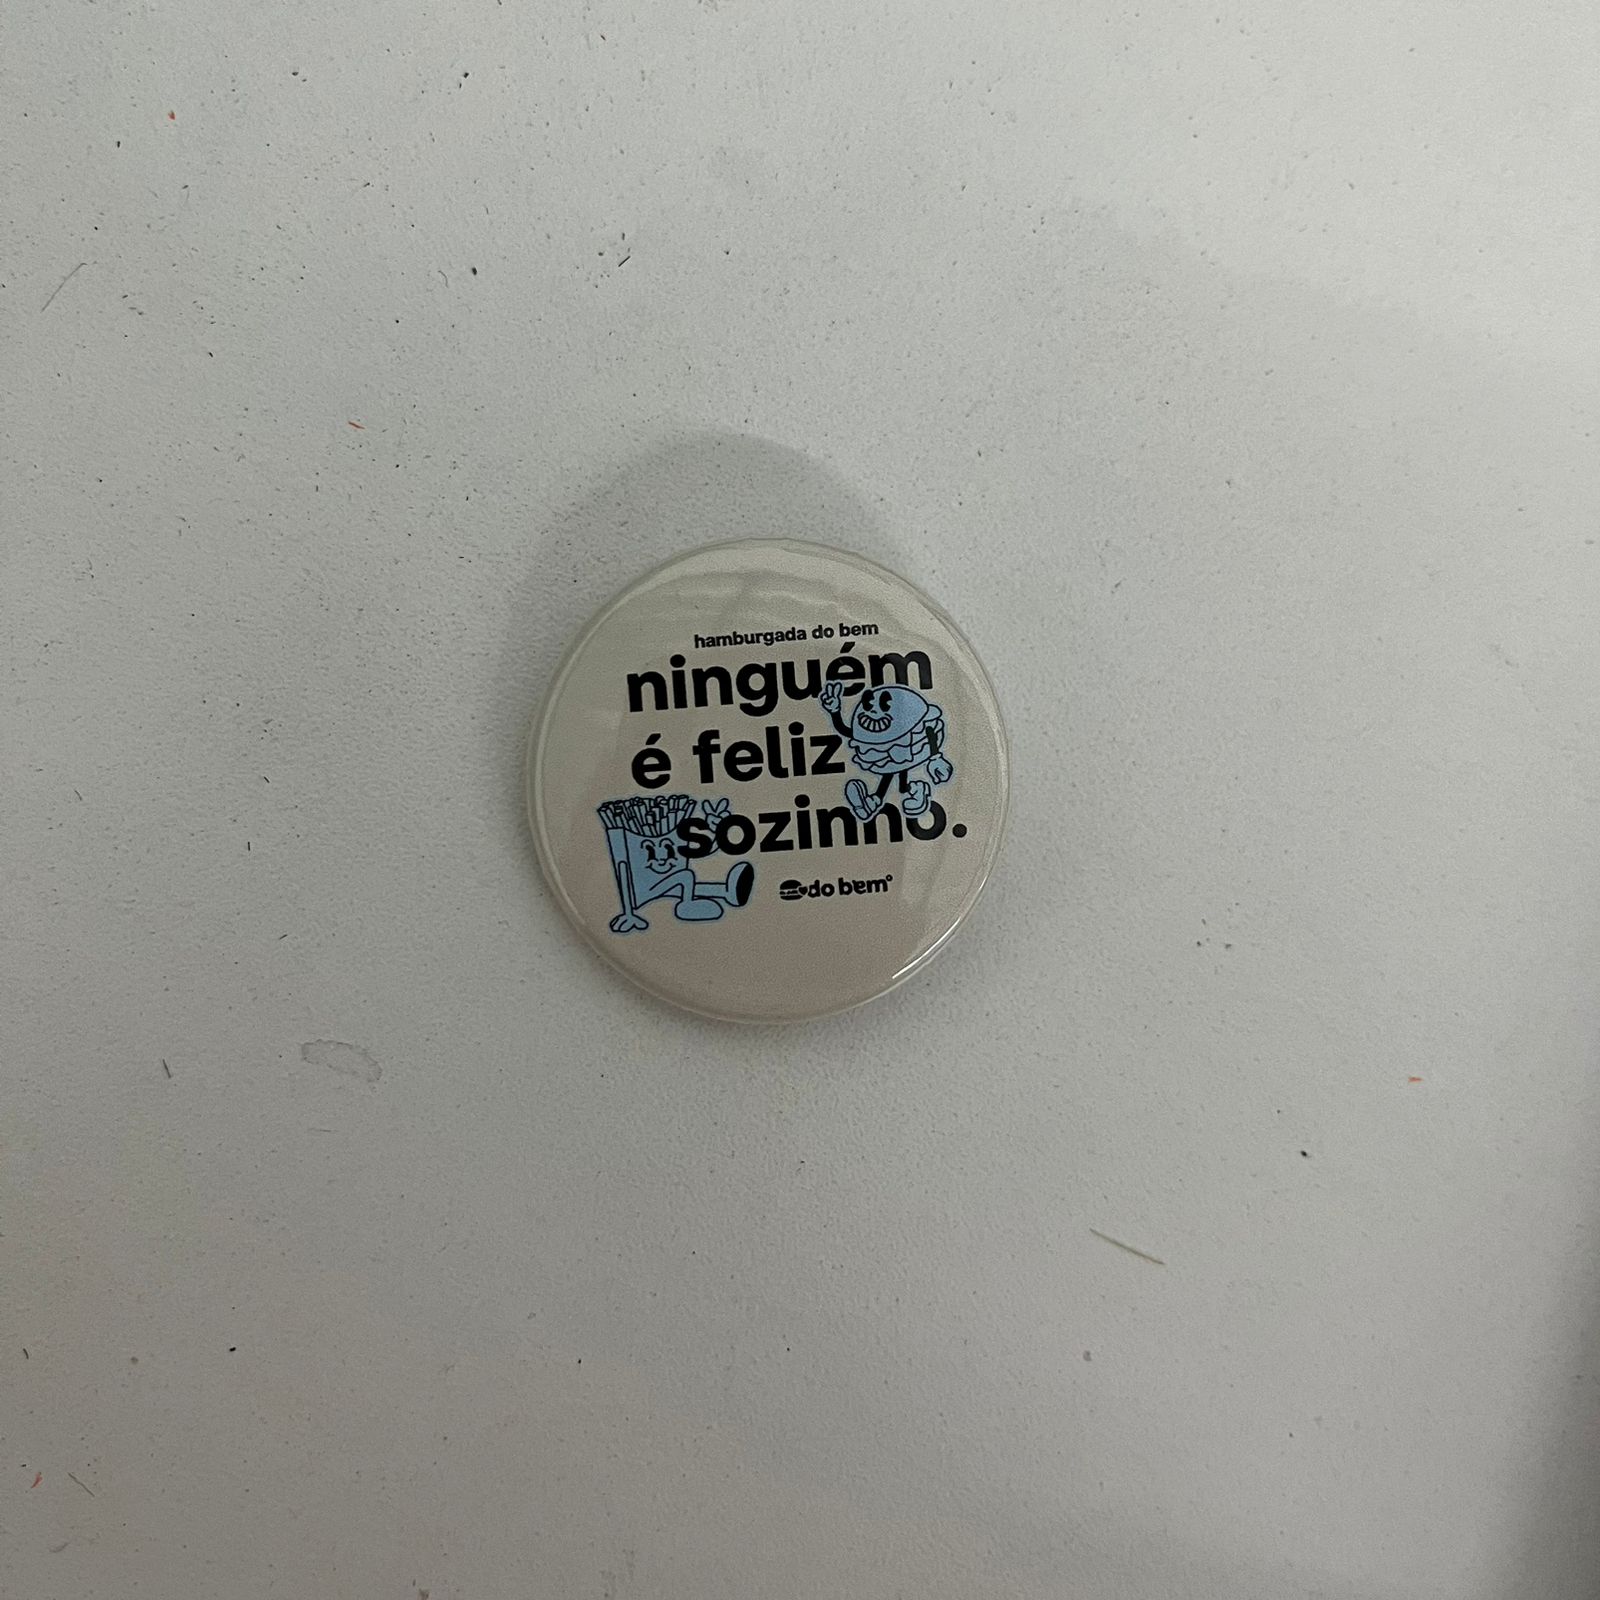 hamburgada do bem
ninguém
é feliz
sozinho.
do bem